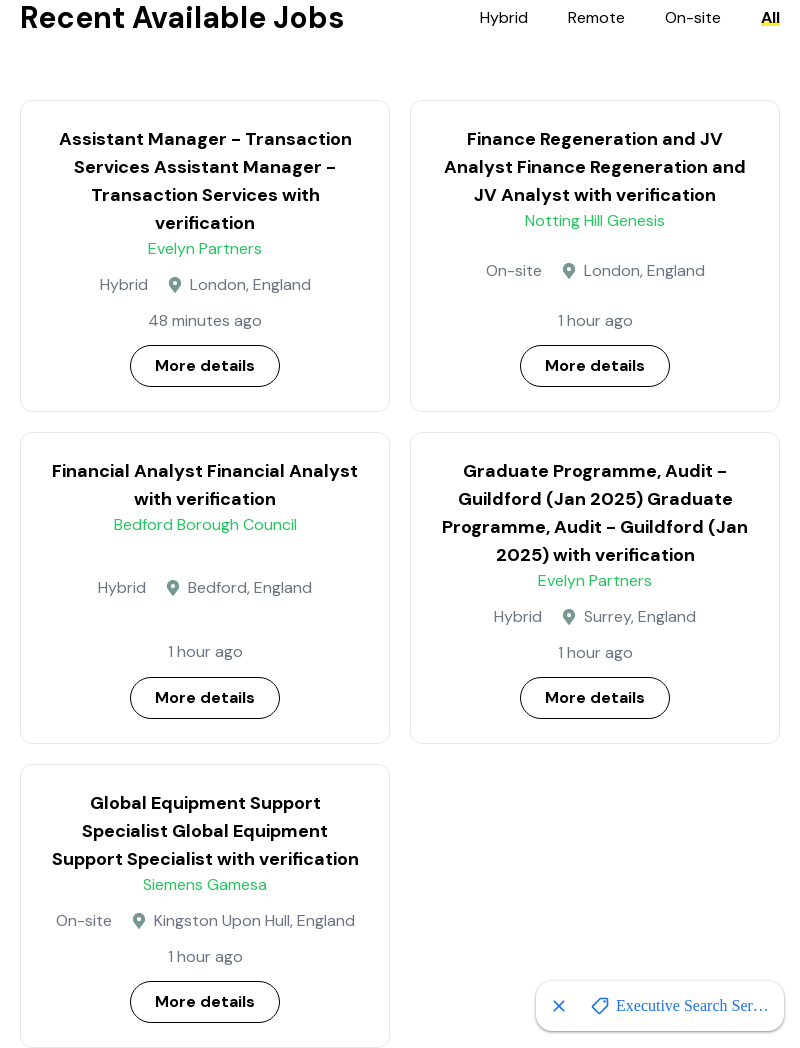 Recent Available Jobs
Hybrid
Remote
On-site
All
Assistant Manager - Transaction
Services Assistant Manager -
Transaction Services with
verification
Evelyn Partners
Hybrid
London, England
48 minutes ago
More details
Finance Regeneration and JV
Analyst Finance Regeneration and
JV Analyst with verification
Notting Hill Genesis
On-site
London, England
1 hour ago
More details
Financial Analyst Financial Analyst
with verification
Bedford Borough Council
Hybrid
Bedford, England
1 hour ago
More details
Graduate Programme, Audit -
Guildford (Jan 2025) Graduate
Programme, Audit - Guildford (Jan
2025) with verification
Evelyn Partners
Hybrid
Surrey, England
1 hour ago
More details
Global Equipment Support
Specialist Global Equipment
Support Specialist with verification
Siemens Gamesa
On-site
Kingston Upon Hull, England
1 hour ago
More details
Executive Search Ser…